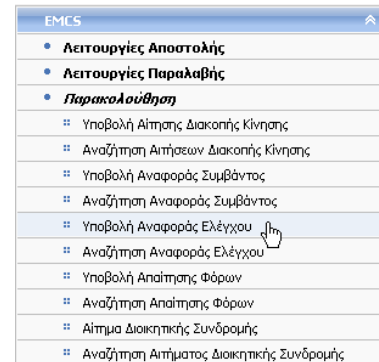 EMCS
Λειτουργίες Αποστολής
Λειτουργίες Παραλαβής
Παρακολούθηση
Υποβολή Αίτησης Διακοπής Κίνησης
Αναζήτηση Αιτήσεων Διακοπής Κίνησης
Υποβολή Αναφοράς Συμβάντος
Αναζήτηση Αναφοράς Συμβάντος
Υποβολή Αναφοράς Ελέγχου
Αναζήτηση Αναφοράς Ελέγχου
Υποβολή Απαίτησης Φόρων
Αναζήτηση Απαίτησης Φόρων
Αίτημα Διοικητικής Συνδρομής
Αναζήτηση Αιτήματος Διοικητικής Συνδρομής